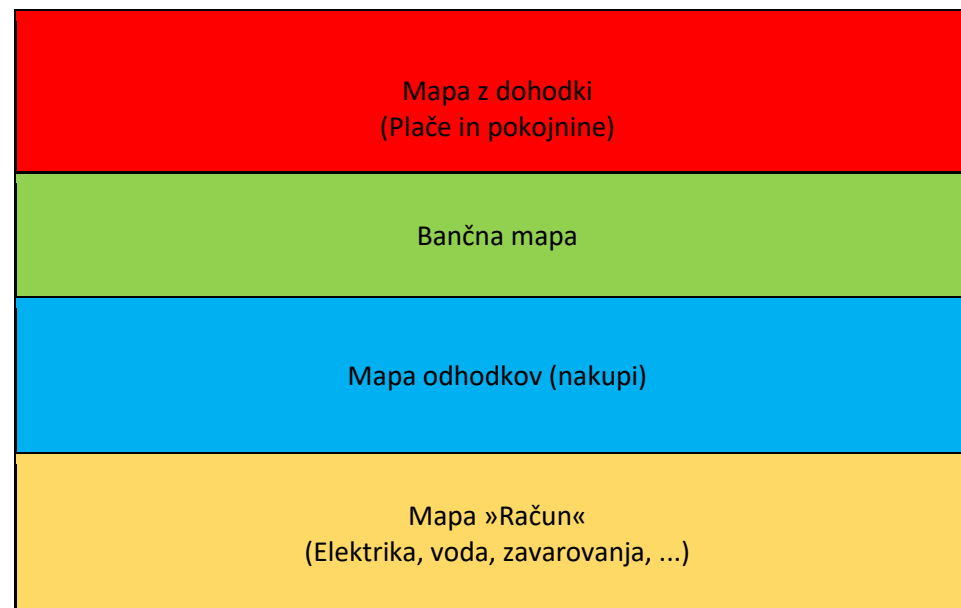 Mapa z dohodki
(Plače in pokojnine)
Bančna mapa
Mapa odhodkov (nakupi)
Mapa »Račun«
(Elektrika, voda, zavarovanja, ...)